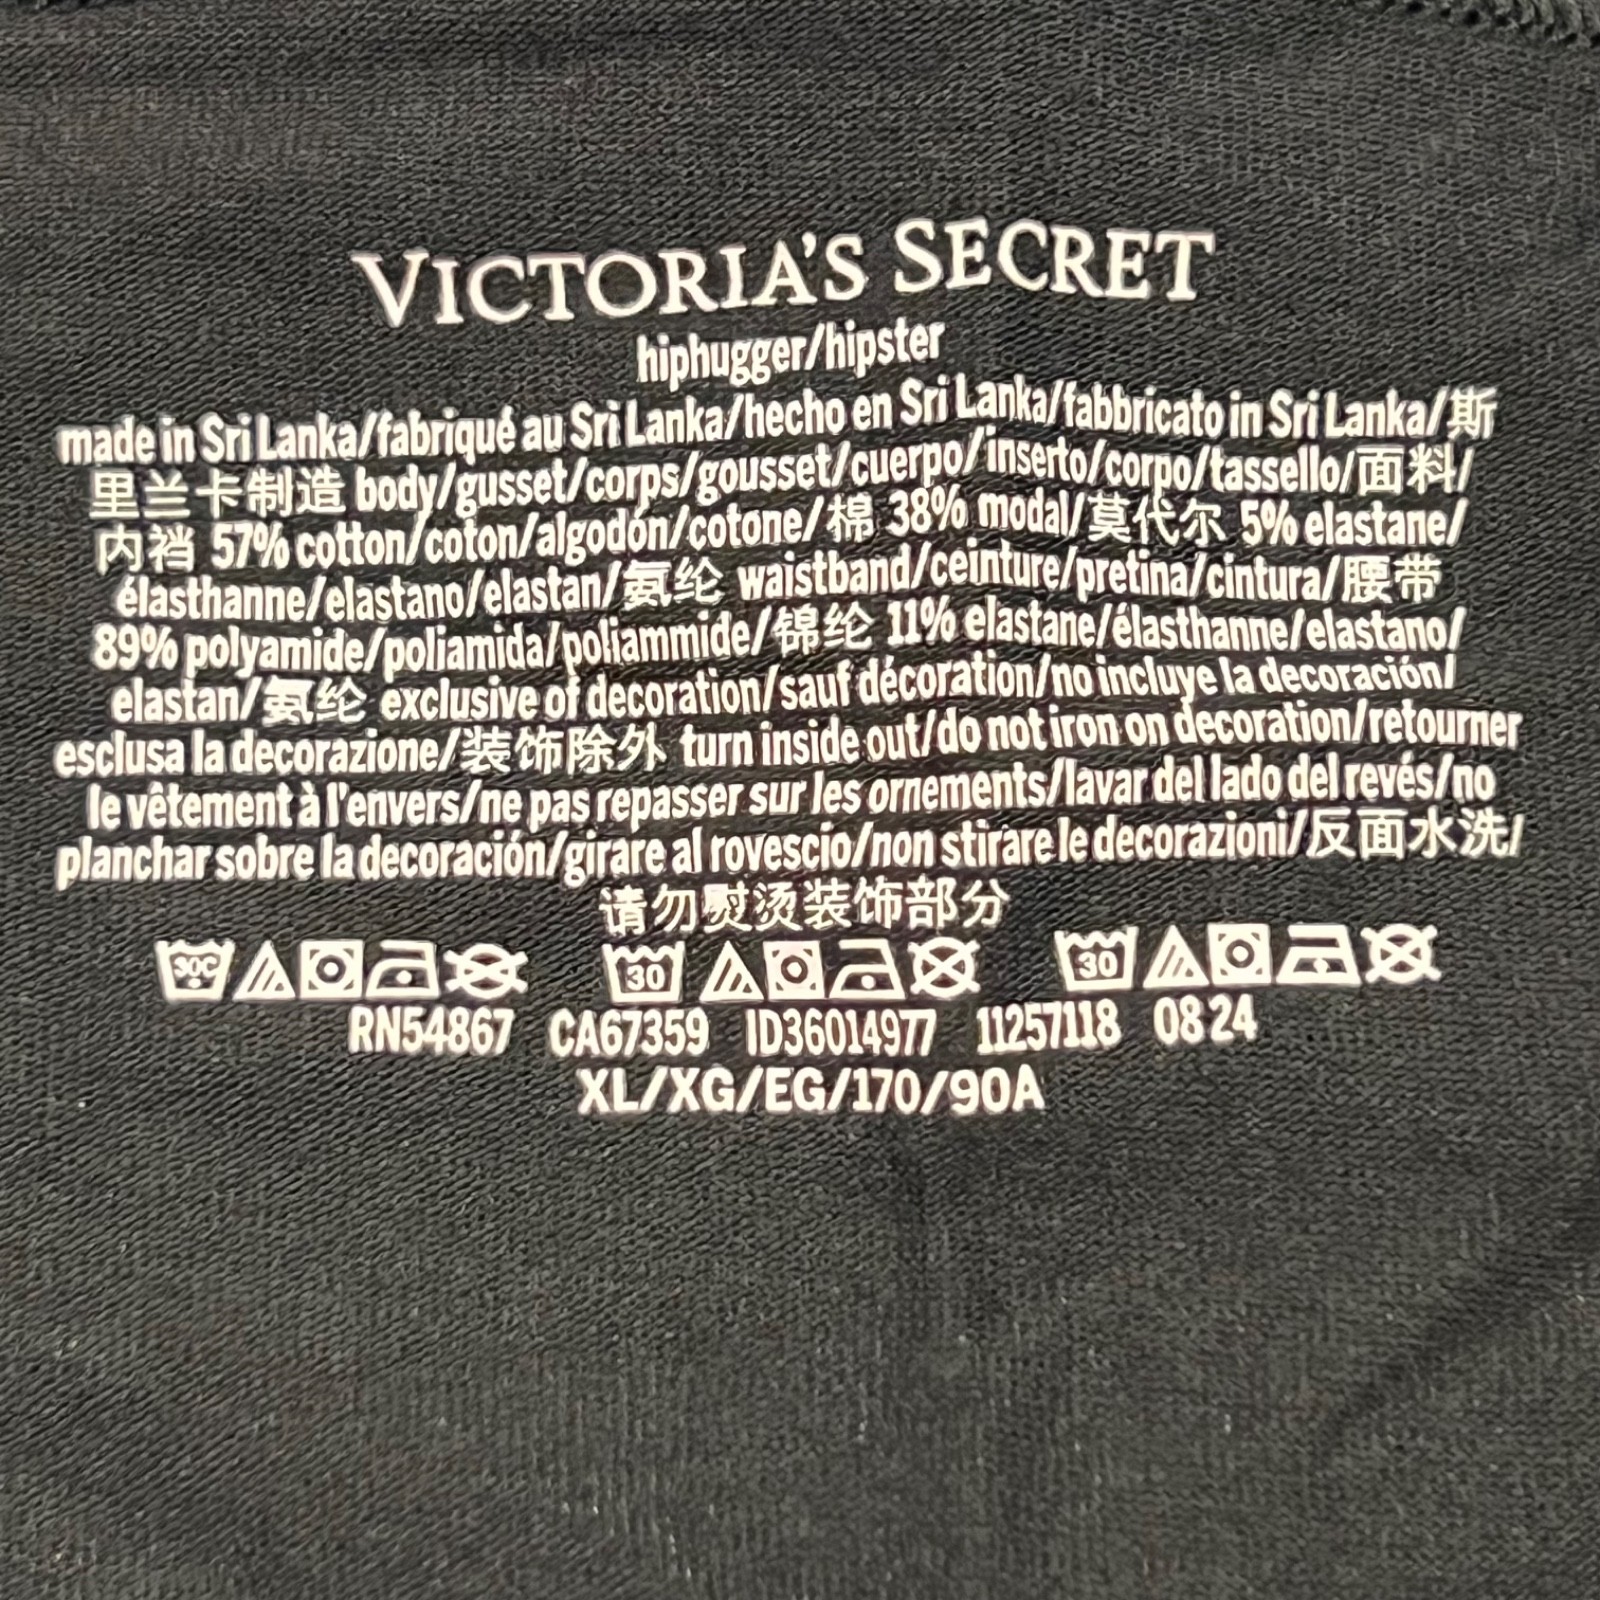 VICTORIA'S SECRET
hiphugger/hipster
made in Sri Lanka/fabriqué au Sri Lanka/hecho en Sri Lanka/fabbricato in Sri Lanka/斯
里兰卡制造 body/gusset/corps/gousset/cuerpo/inserto/corpo/tassello/面料/
内裆 57% cotton/coton/algodón/cotone/棉 38% modal/莫代尔 5% elastane/
élasthanne/elastano/elastan/氨纶 waistband/ceinture/pretina/cintura/腰带
89% polyamide/poliamida/poliammide/锦纶 11% elastane/élasthanne/elastano/
elastan/氨纶 exclusive of decoration/sauf décoration/no incluye la decoración/
esclusa la decorazione/装饰除外 turn inside out/do not iron on decoration/retourner
le vêtement à l'envers/ne pas repasser sur les ornements/lavar del lado del revés/no
planchar sobre la decoración/girare al rovescio/non stirare le decorazioni/反面水洗/
请勿熨烫装饰部分
30C 30 30
RN54867 CA67359 ID36014977 11257118 08 24
XL/XG/EG/170/90A